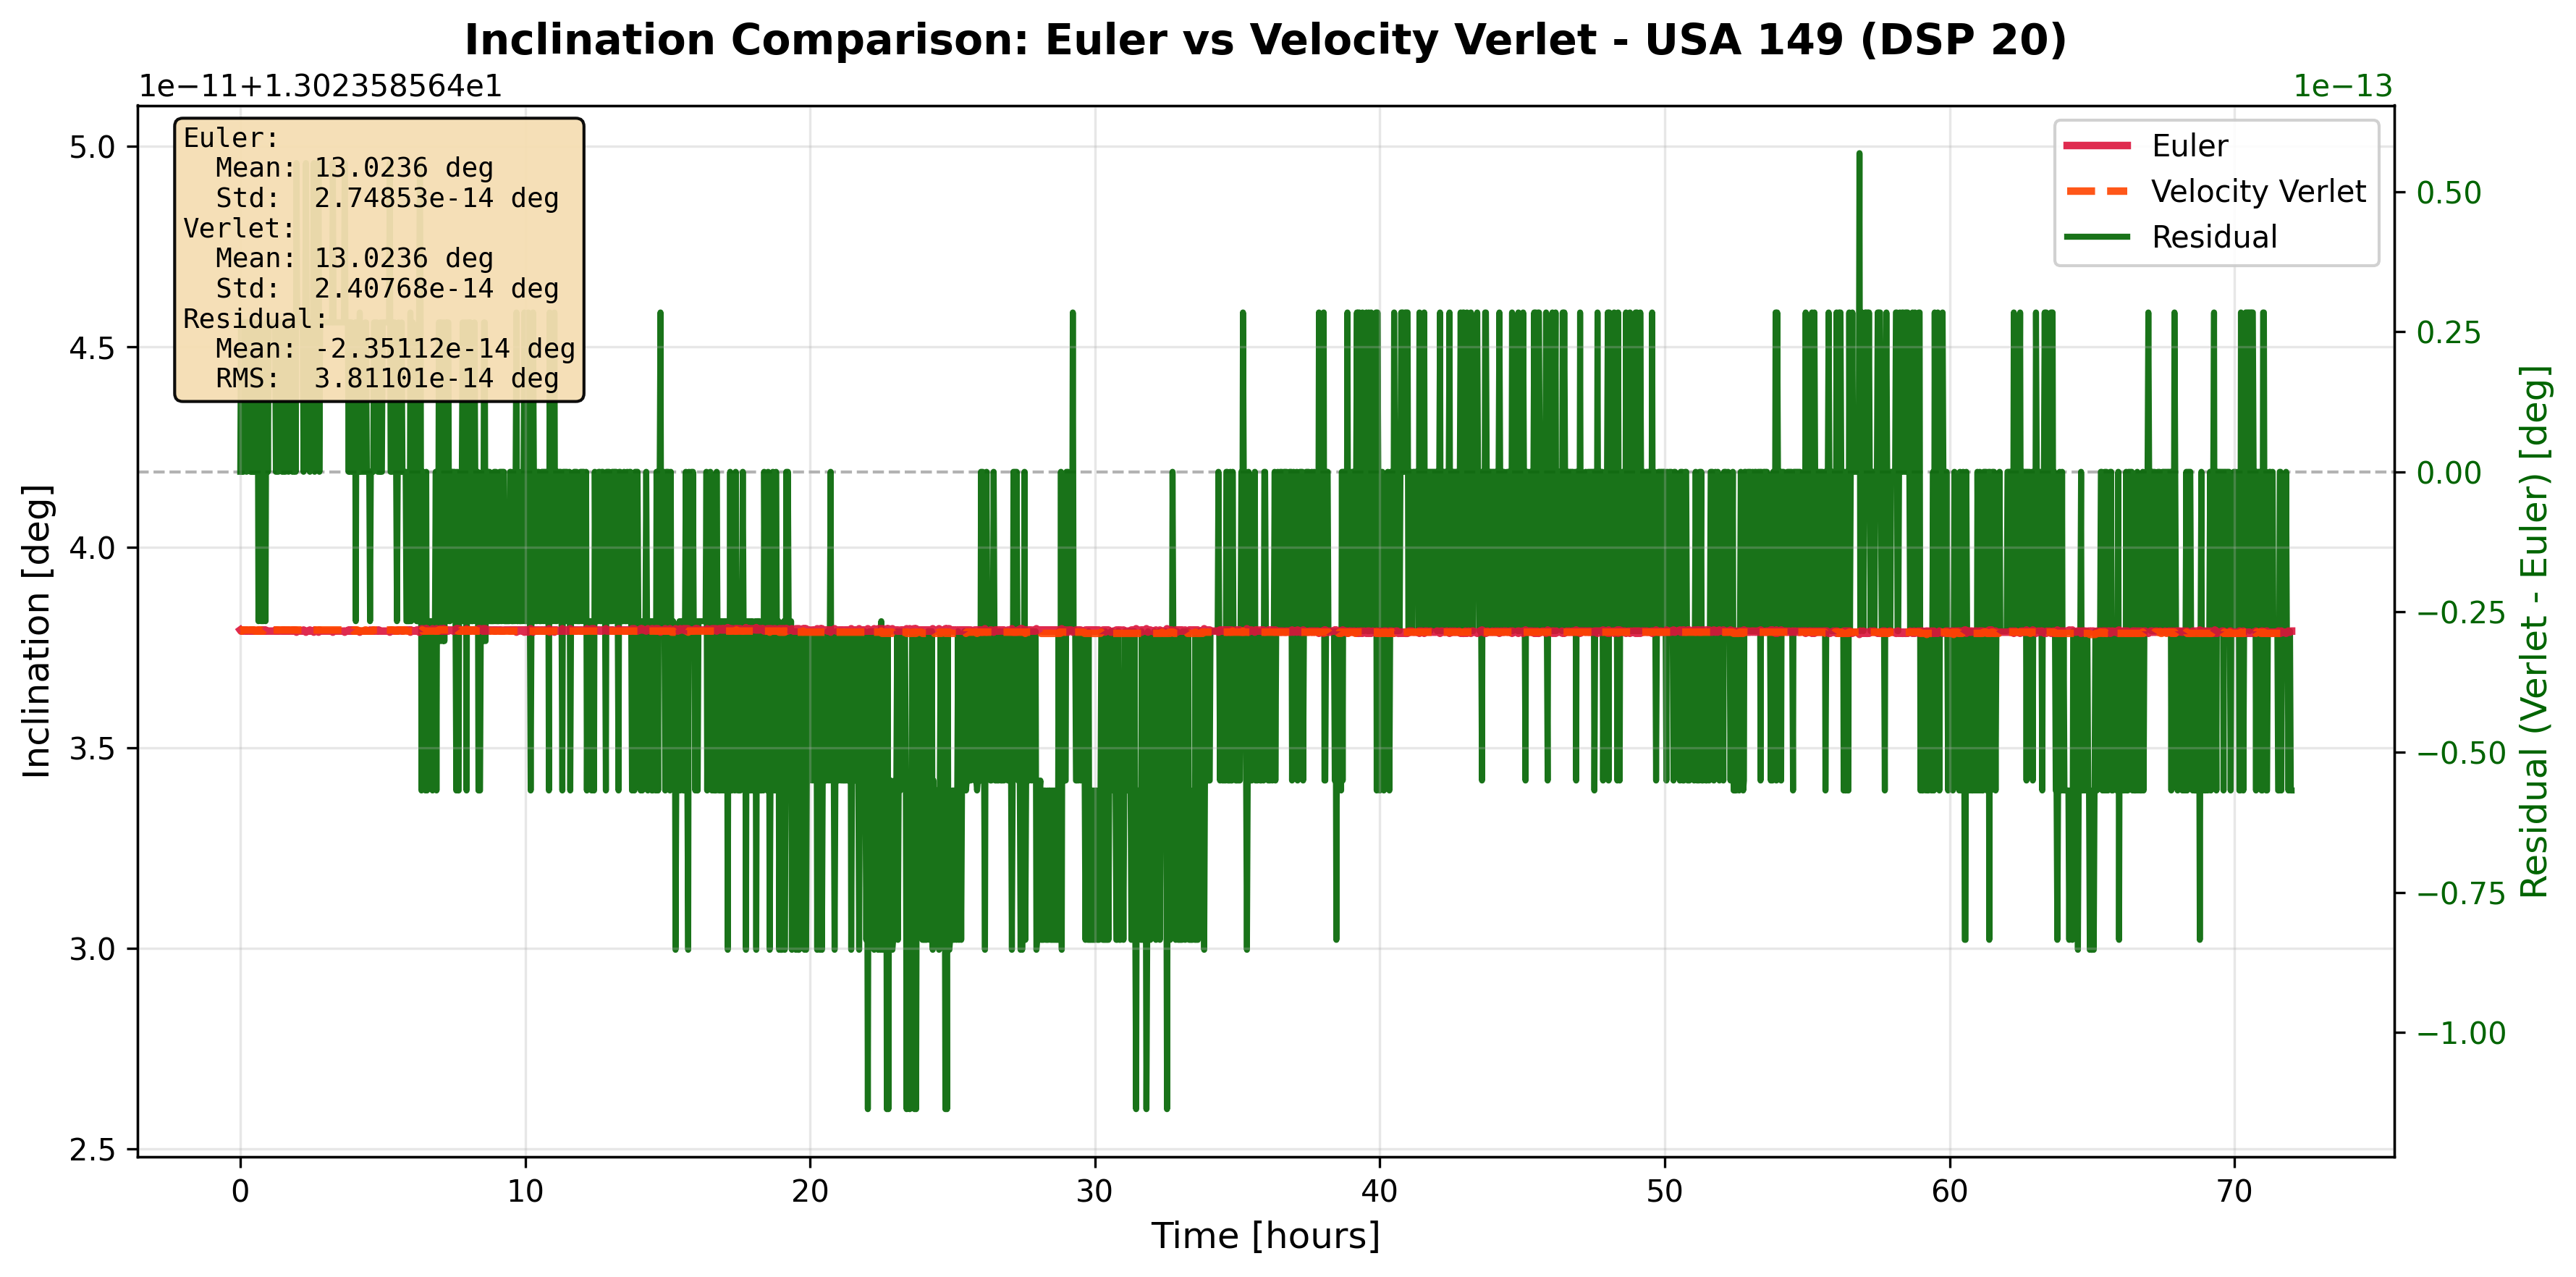 Inclination Comparison: Euler vs Velocity Verlet - USA 149 (DSP 20)
1e−11+1.302358564e1
1e−13
Euler:
Mean: 13.0236 deg
Std: 2.74853e-14 deg
Verlet:
Mean: 13.0236 deg
Std: 2.40768e-14 deg
Residual:
Mean: -2.35112e-14 deg
RMS: 3.81101e-14 deg
Euler
Velocity Verlet
Residual
Inclination [deg]
5.0
4.5
4.0
3.5
3.0
2.5
0.50
0.25
0.00
−0.25
−0.50
−0.75
−1.00
Residual (Verlet - Euler) [deg]
0 10 20 30 40 50 60 70
Time [hours]